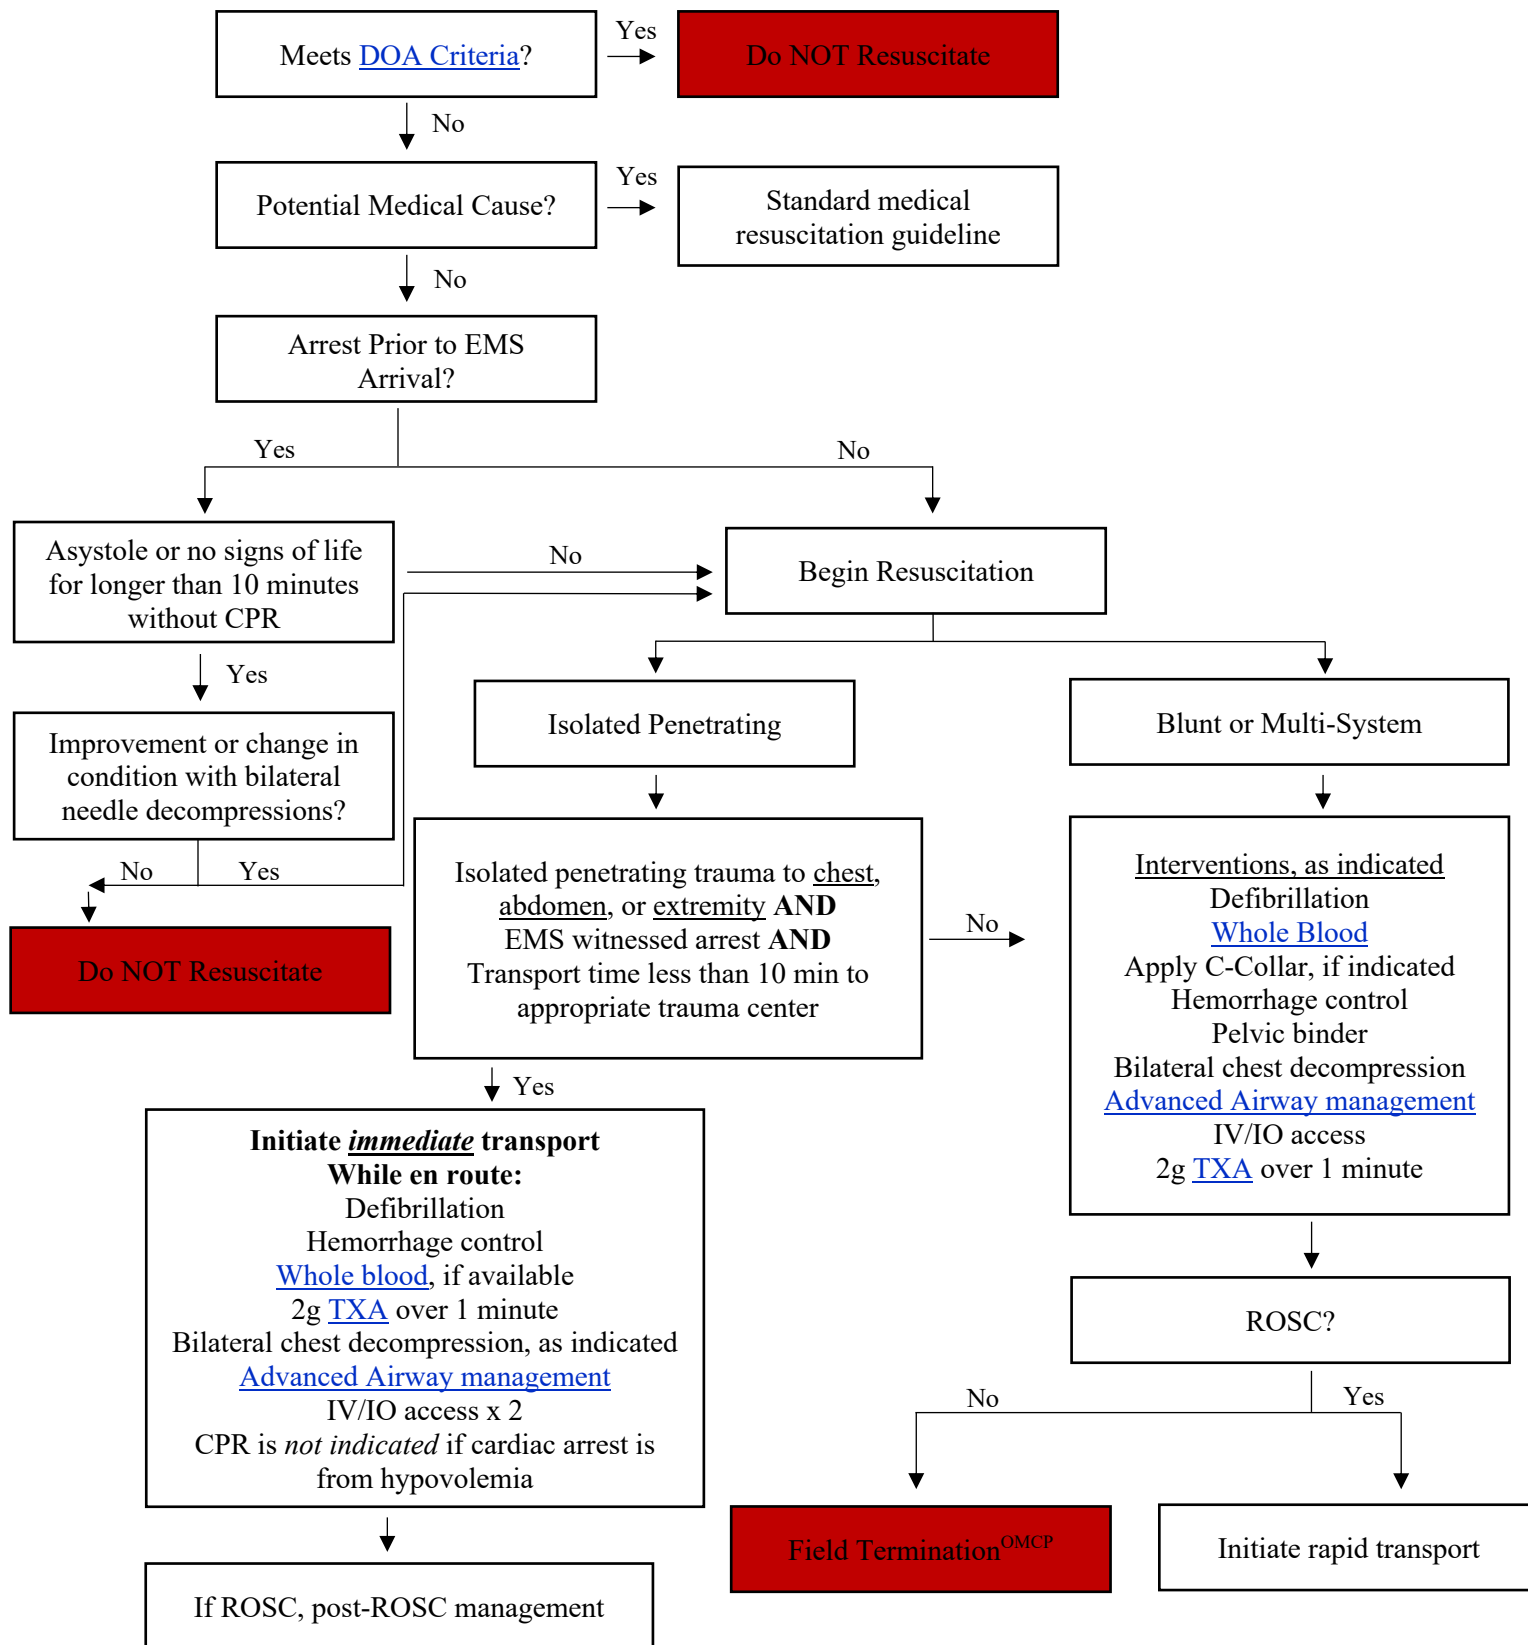 Meets DOA Criteria?
Yes
Do NOT Resuscitate
No
Potential Medical Cause?
Yes
Standard medical
resuscitation guideline
No
Arrest Prior to EMS
Arrival?
Yes
No
Asystole or no signs of life
for longer than 10 minutes
without CPR
No
Begin Resuscitation
Yes
Improvement or change in
condition with bilateral
needle decompressions?
No
Yes
Do NOT Resuscitate
Isolated Penetrating
Blunt or Multi-System
Isolated penetrating trauma to chest,
abdomen, or extremity AND
EMS witnessed arrest AND
Transport time less than 10 min to
appropriate trauma center
No
Interventions, as indicated
Defibrillation
Whole Blood
Apply C-Collar, if indicated
Hemorrhage control
Pelvic binder
Bilateral chest decompression
Advanced Airway management
IV/IO access
2g TXA over 1 minute
Yes
Initiate immediate transport
While en route:
Defibrillation
Hemorrhage control
Whole blood, if available
2g TXA over 1 minute
Bilateral chest decompression, as indicated
Advanced Airway management
IV/IO access x 2
CPR is not indicated if cardiac arrest is
from hypovolemia
ROSC?
No
Yes
Field Termination OMCP
Initiate rapid transport
If ROSC, post-ROSC management